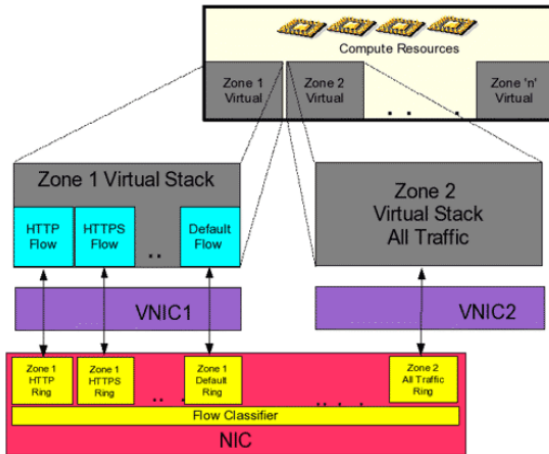 Compute Resources
Zone 1
Virtual
Zone 2
Virtual
Zone 'n'
Virtual
Zone 1 Virtual Stack
HTTP
Flow
HTTPS
Flow
Default
Flow
Zone 2
Virtual Stack
All Traffic
VNIC1
VNIC2
Zone 1
HTTP
Ring
Zone 1
HTTPS
Ring
Zone 1
Default
Ring
Zone 2
All Traffic
Ring
Flow Classifier
NIC